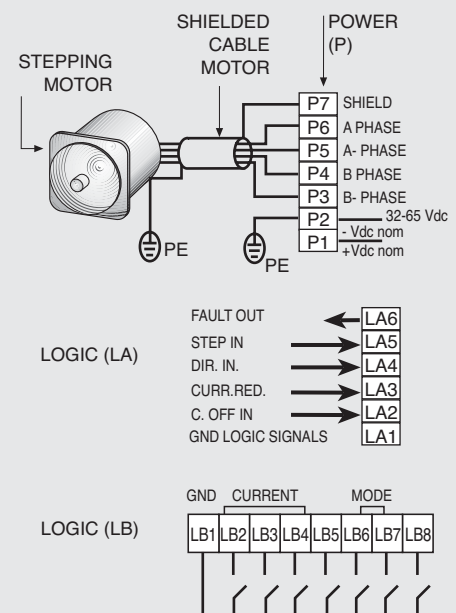 SHIELDED
CABLE
MOTOR
POWER
(P)
STEPPING
MOTOR
P7 SHIELD
P6 A PHASE
P5 A- PHASE
P4 B PHASE
P3 B- PHASE
P2 32-65 Vdc
- Vdc nom
P1 +Vdc nom
PE
PE
LOGIC (LA)
FAULT OUT LA6
STEP IN LA5
DIR. IN. LA4
CURR.RED. LA3
C. OFF IN LA2
GND LOGIC SIGNALS LA1
LOGIC (LB)
GND CURRENT MODE
LB1 LB2 LB3 LB4 LB5 LB6 LB7 LB8